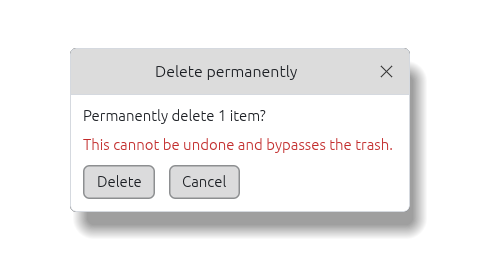 Delete permanently
Permanently delete 1 item?
This cannot be undone and bypasses the trash.
Delete Cancel